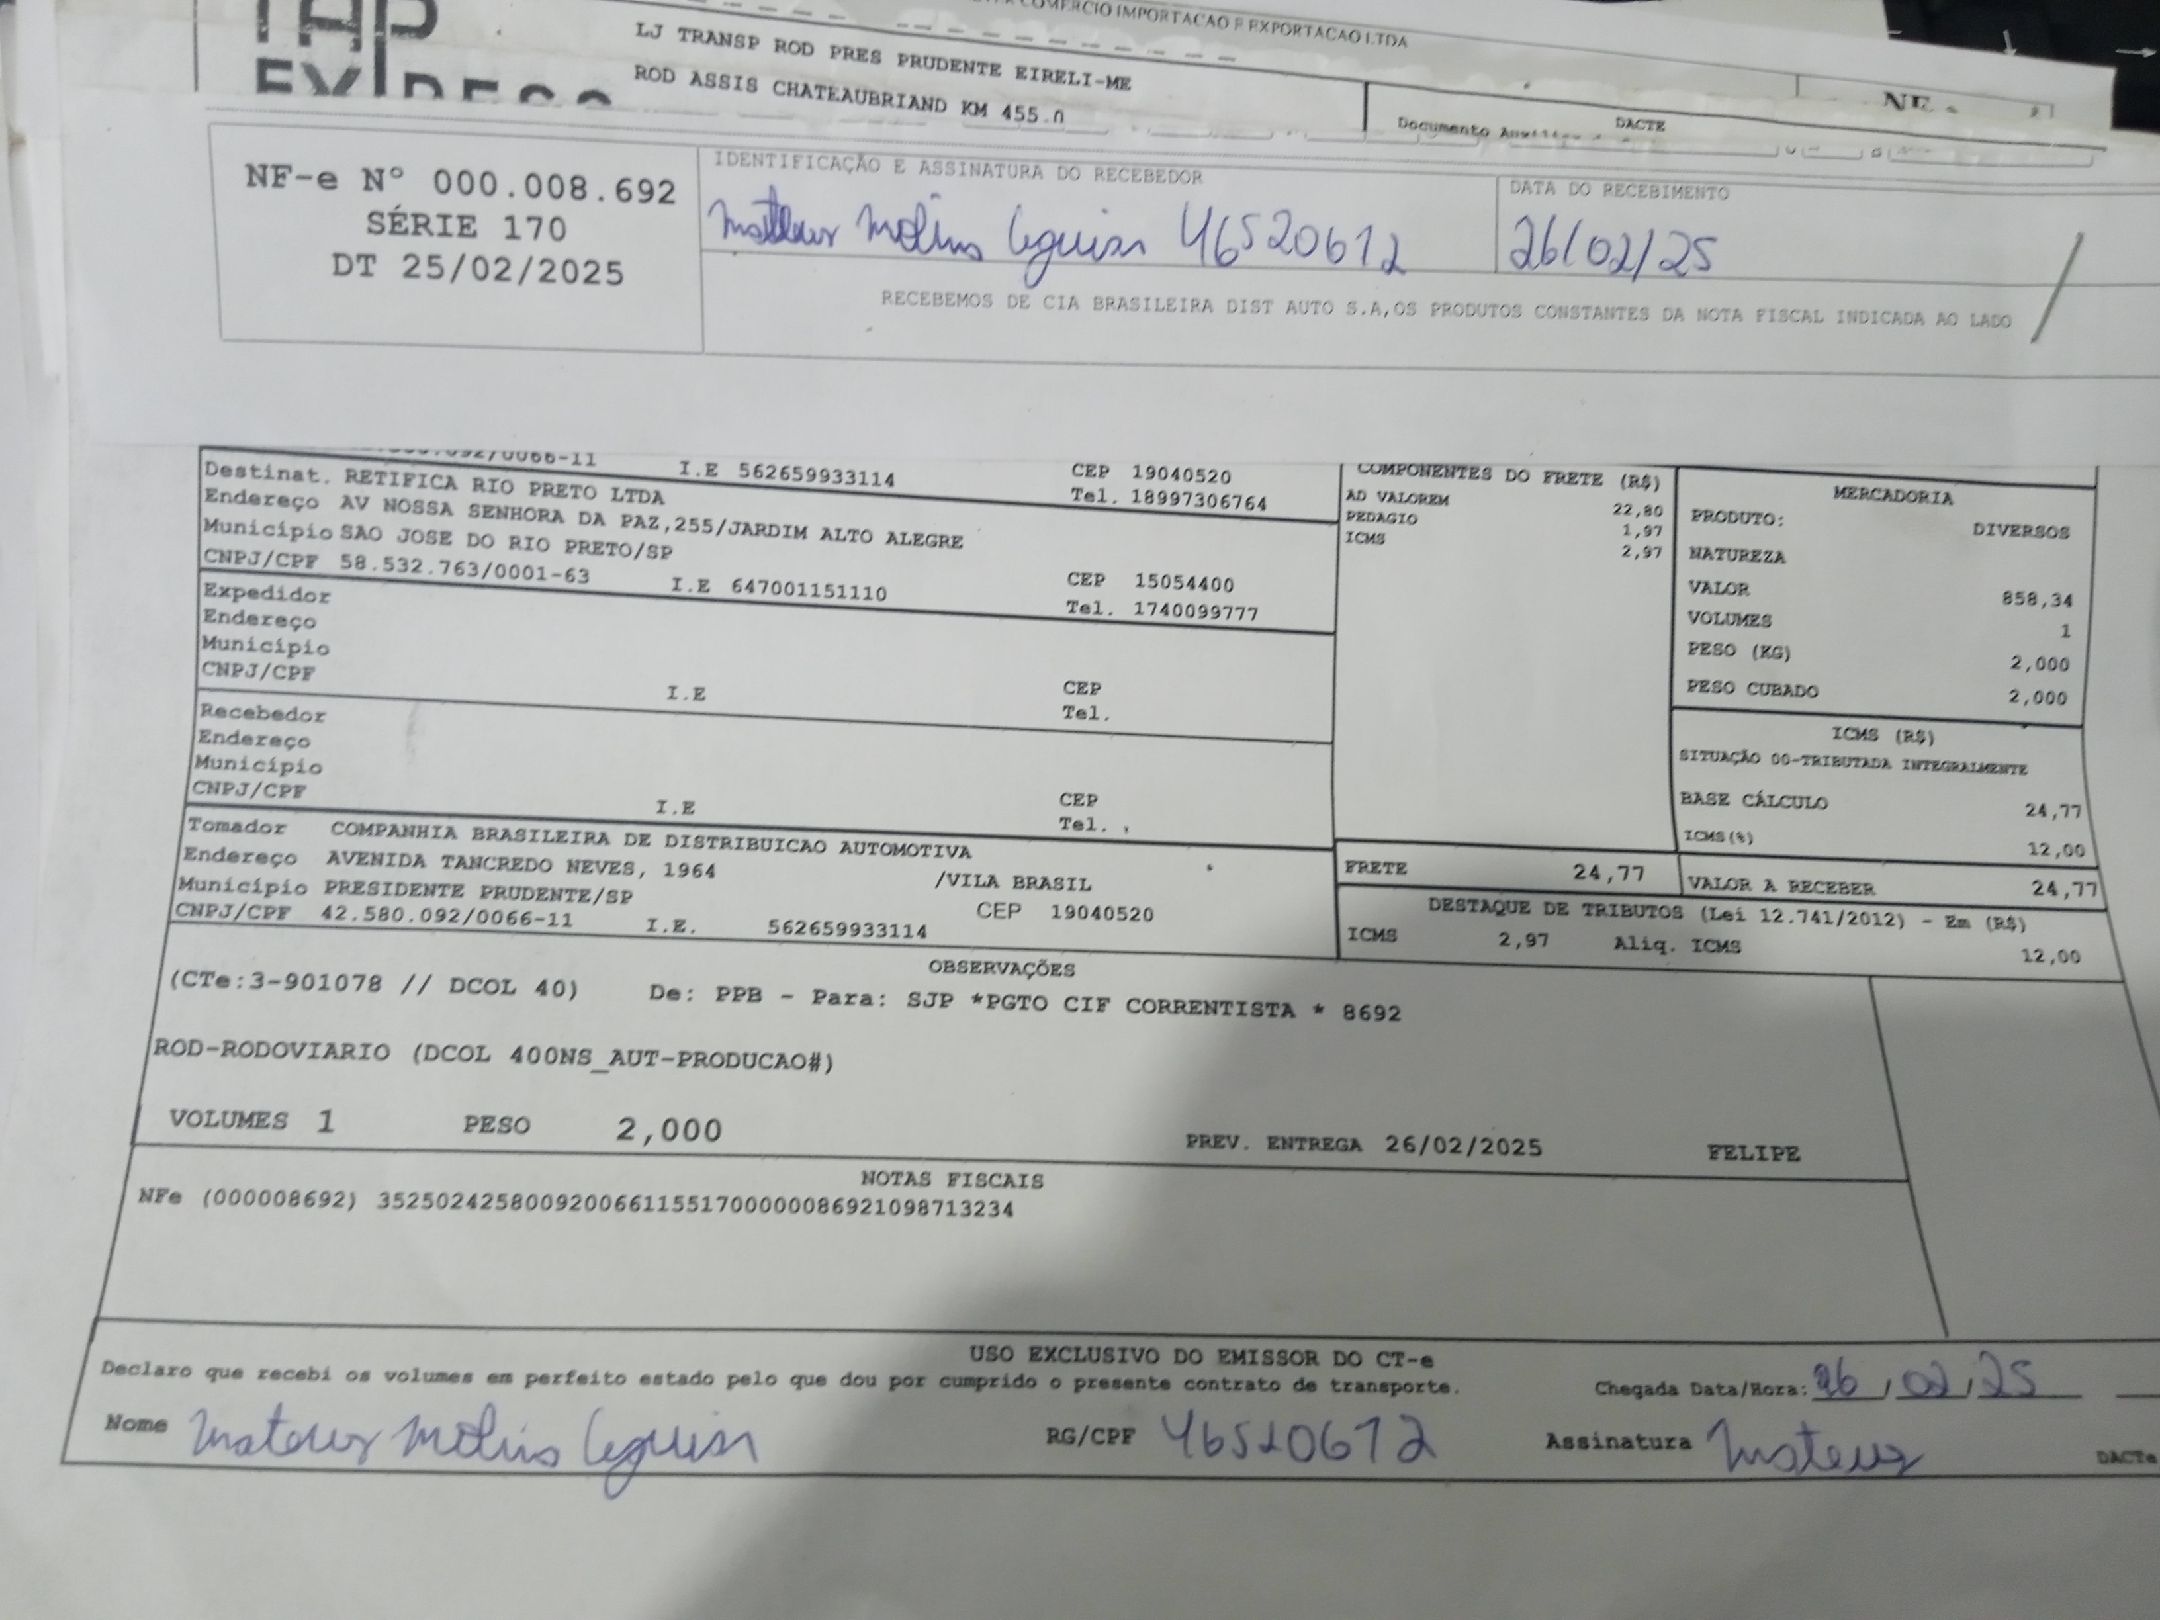 COMERCIO IMPORTACAO E EXPORTACAO LTDA
LJ TRANSP ROD PRES PRUDENTE EIRELI-ME
ROD ASSIS CHATEAUBRIAND KM 455.0
DACTE
NF-e Nº 000.008.692
SÉRIE 170
DT 25/02/2025
IDENTIFICAÇÃO E ASSINATURA DO RECEBEDOR
Mateus Molins 46520612
DATA DO RECEBIMENTO
26/02/25
RECEBEMOS DE CIA BRASILEIRA DIST AUTO S.A,OS PRODUTOS CONSTANTES DA NOTA FISCAL INDICADA AO LADO
092/0066-11 I.E 562659933114 CEP 19040520
Tel. 18997306764
Destinat. RETIFICA RIO PRETO LTDA
Endereço AV NOSSA SENHORA DA PAZ,255/JARDIM ALTO ALEGRE
Município SAO JOSE DO RIO PRETO/SP CEP 15054400
CNPJ/CPF 58.532.763/0001-63 I.E 647001151110 Tel. 1740099777
Expedidor
Endereço
Município CEP
CNPJ/CPF I.E Tel.
Recebedor
Endereço
Município CEP
CNPJ/CPF I.E Tel.
Tomador COMPANHIA BRASILEIRA DE DISTRIBUICAO AUTOMOTIVA
Endereço AVENIDA TANCREDO NEVES, 1964 /VILA BRASIL
Município PRESIDENTE PRUDENTE/SP CEP 19040520
CNPJ/CPF 42.580.092/0066-11 I.E. 562659933114
COMPONENTES DO FRETE (R$)
AD VALOREM 22,80
PEDAGIO 1,97
ICMS 2,97
MERCADORIA
PRODUTO: DIVERSOS
NATUREZA
VALOR 858,34
VOLUMES 1
PESO (KG) 2,000
PESO CUBADO 2,000
ICMS (R$)
SITUAÇÃO 00-TRIBUTADA INTEGRALMENTE
BASE CÁLCULO 24,77
ICMS(%) 12,00
FRETE 24,77 VALOR A RECEBER 24,77
DESTAQUE DE TRIBUTOS (Lei 12.741/2012) - Em (R$)
ICMS 2,97 Aliq. ICMS 12,00
OBSERVAÇÕES
(CTe:3-901078 // DCOL 40) De: PPB - Para: SJP *PGTO CIF CORRENTISTA * 8692
ROD-RODOVIARIO (DCOL 400NS_AUT-PRODUCAO#)
VOLUMES 1 PESO 2,000 PREV. ENTREGA 26/02/2025 FELIPE
NOTAS FISCAIS
NFe (000008692) 35250242580092006611551700000086921098713234
USO EXCLUSIVO DO EMISSOR DO CT-e
Declaro que recebi os volumes em perfeito estado pelo que dou por cumprido o presente contrato de transporte. Chegada Data/Hora: 26/02/25
Nome Mateus Molins RG/CPF 46520612 Assinatura Mateus
DACTe